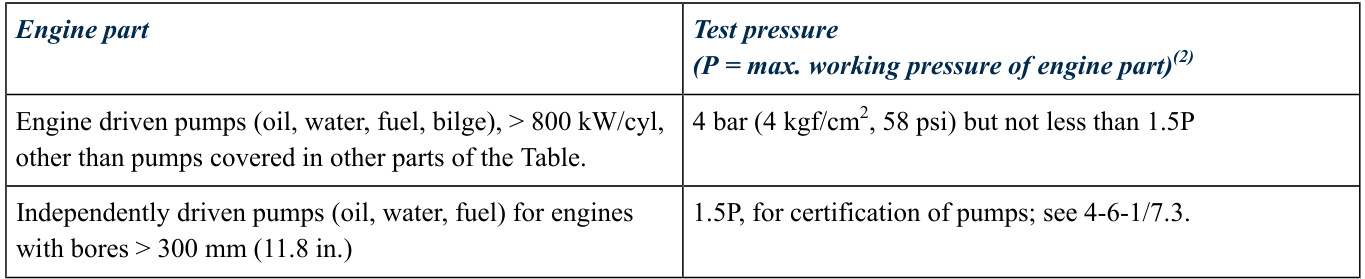 Engine part
Test pressure
(P = max. working pressure of engine part)(2)
Engine driven pumps (oil, water, fuel, bilge), > 800 kW/cyl,
other than pumps covered in other parts of the Table.
4 bar (4 kgf/cm2, 58 psi) but not less than 1.5P
Independently driven pumps (oil, water, fuel) for engines
with bores > 300 mm (11.8 in.)
1.5P, for certification of pumps; see 4-6-1/7.3.